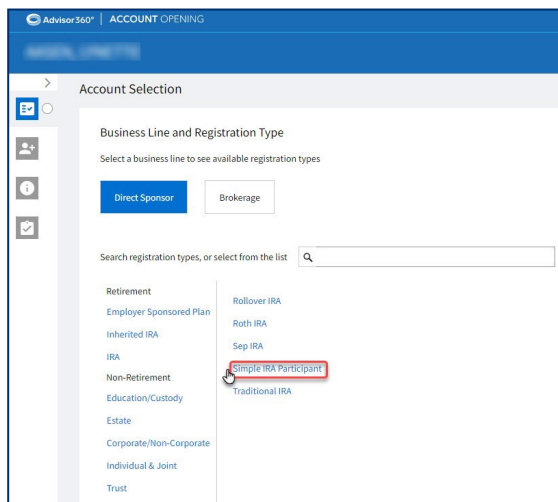 Advisor360° | ACCOUNT OPENING
Account Selection
Business Line and Registration Type
Select a business line to see available registration types
Direct Sponsor
Brokerage
Search registration types, or select from the list
Retirement
Employer Sponsored Plan
Inherited IRA
IRA
Non-Retirement
Education/Custody
Estate
Corporate/Non-Corporate
Individual & Joint
Trust
Rollover IRA
Roth IRA
Sep IRA
Simple IRA Participant
Traditional IRA